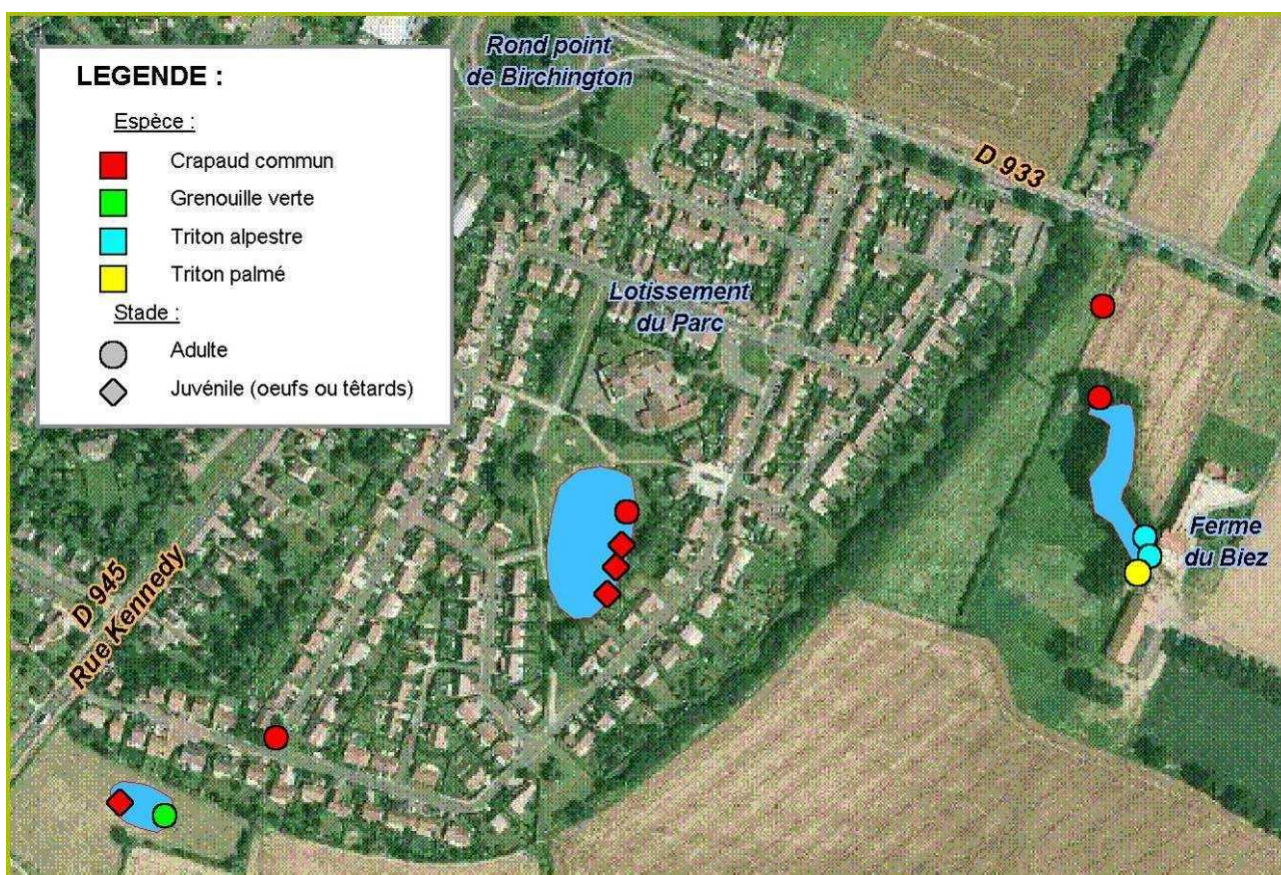 LEGENDE :
Espèce :
Crapaud commun
Grenouille verte
Triton alpestre
Triton palmé
Stade :
Adulte
Juvénile (oeufs ou têtards)
Rond point
de Birchington
D 933
Lotissement
du Parc
Ferme
du Biez
D 945
Rue Kennedy